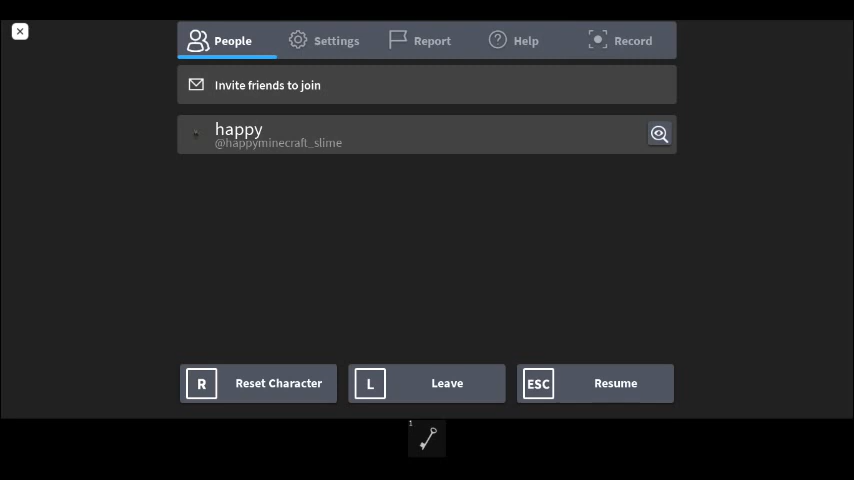 People
Settings
Report
Help
Record
Invite friends to join
happy
@happyminecraft_slime
R Reset Character
L Leave
ESC Resume
1